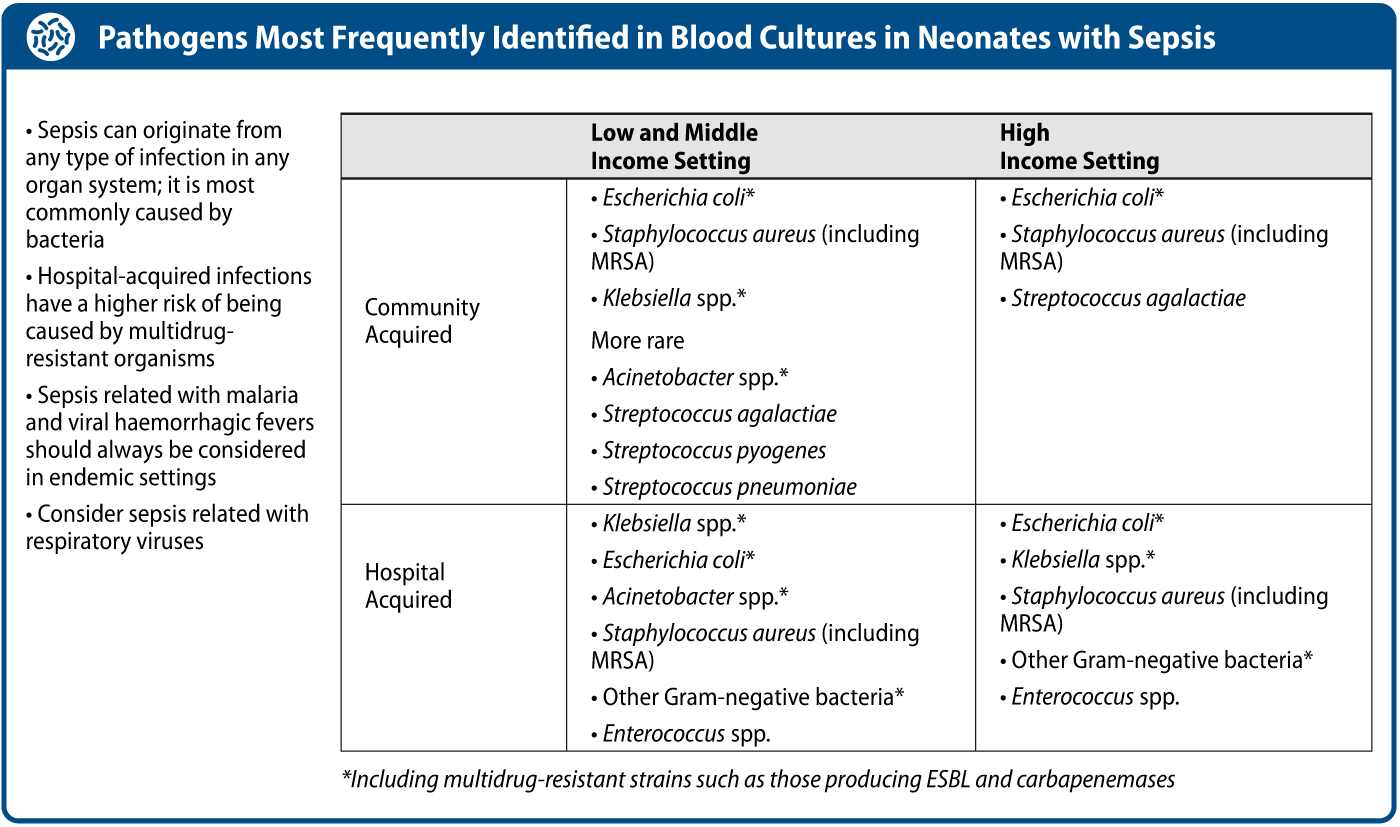 Pathogens Most Frequently Identified in Blood Cultures in Neonates with Sepsis
• Sepsis can originate from
any type of infection in any
organ system; it is most
commonly caused by
bacteria
• Hospital-acquired infections
have a higher risk of being
caused by multidrug-
resistant organisms
• Sepsis related with malaria
and viral haemorrhagic fevers
should always be considered
in endemic settings
• Consider sepsis related with
respiratory viruses
Low and Middle
Income Setting
High
Income Setting
Community
Acquired
• Escherichia coli*
• Staphylococcus aureus (including
MRSA)
• Klebsiella spp.*
More rare
• Acinetobacter spp.*
• Streptococcus agalactiae
• Streptococcus pyogenes
• Streptococcus pneumoniae
• Escherichia coli*
• Staphylococcus aureus (including
MRSA)
• Streptococcus agalactiae
Hospital
Acquired
• Klebsiella spp.*
• Escherichia coli*
• Acinetobacter spp.*
• Staphylococcus aureus (including
MRSA)
• Other Gram-negative bacteria*
• Enterococcus spp.
• Escherichia coli*
• Klebsiella spp.*
• Staphylococcus aureus (including
MRSA)
• Other Gram-negative bacteria*
• Enterococcus spp.
*Including multidrug-resistant strains such as those producing ESBL and carbapenemases